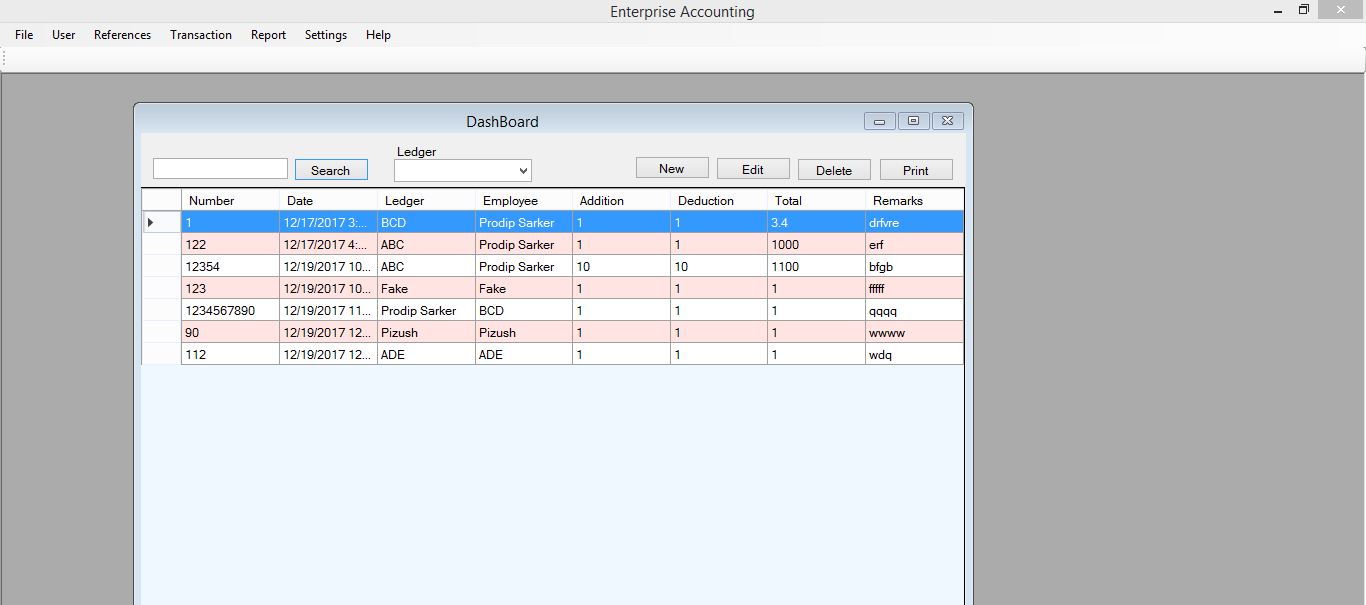 Enterprise Accounting
File User References Transaction Report Settings Help
DashBoard
Ledger
Search New Edit Delete Print
Number Date Ledger Employee Addition Deduction Total Remarks
1 12/17/2017 3:... BCD Prodip Sarker 1 1 3.4 drfvre
122 12/17/2017 4:... ABC Prodip Sarker 1 1 1000 erf
12354 12/19/2017 10... ABC Prodip Sarker 10 10 1100 bfgb
123 12/19/2017 10... Fake Fake 1 1 1 fffff
1234567890 12/19/2017 11... Prodip Sarker BCD 1 1 1 qqqq
90 12/19/2017 12... Pizush Pizush 1 1 1 wwww
112 12/19/2017 12... ADE ADE 1 1 1 wdq